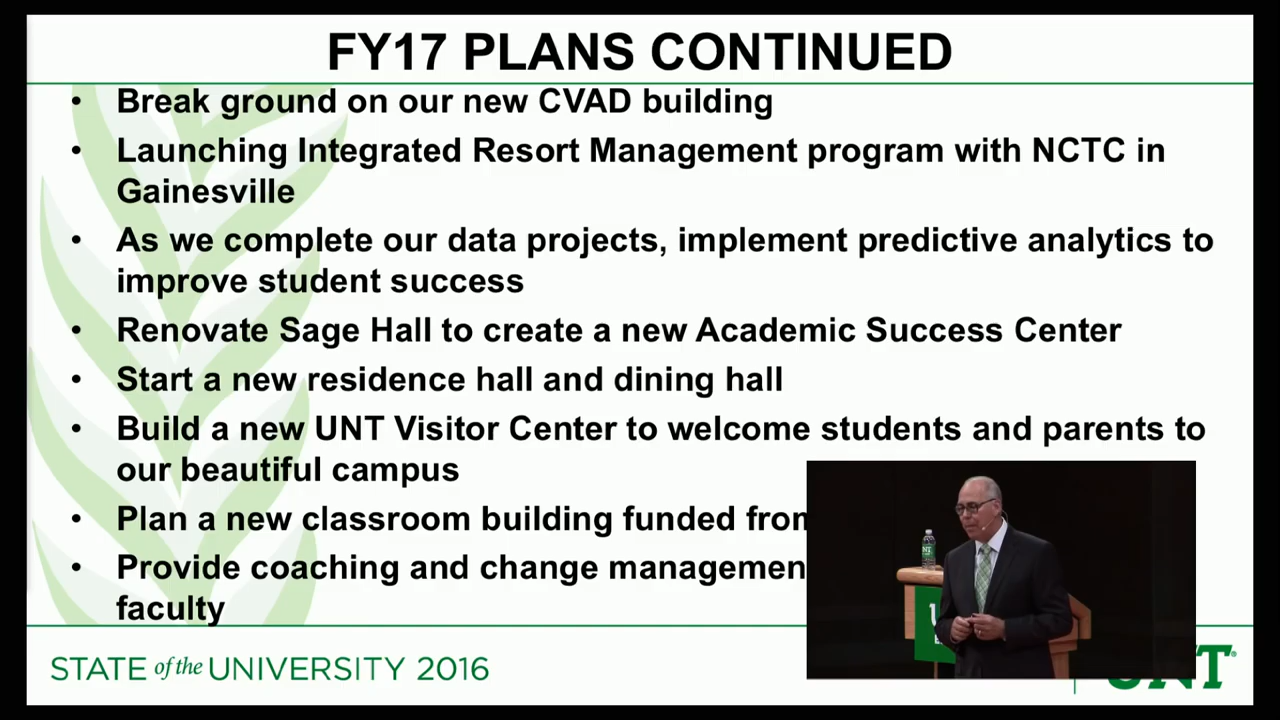 FY17 PLANS CONTINUED
• Break ground on our new CVAD building
• Launching Integrated Resort Management program with NCTC in
Gainesville
• As we complete our data projects, implement predictive analytics to
improve student success
• Renovate Sage Hall to create a new Academic Success Center
• Start a new residence hall and dining hall
• Build a new UNT Visitor Center to welcome students and parents to
our beautiful campus
• Plan a new classroom building funded
• Provide coaching and change
faculty
STATE of the UNIVERSITY 2016
UNT